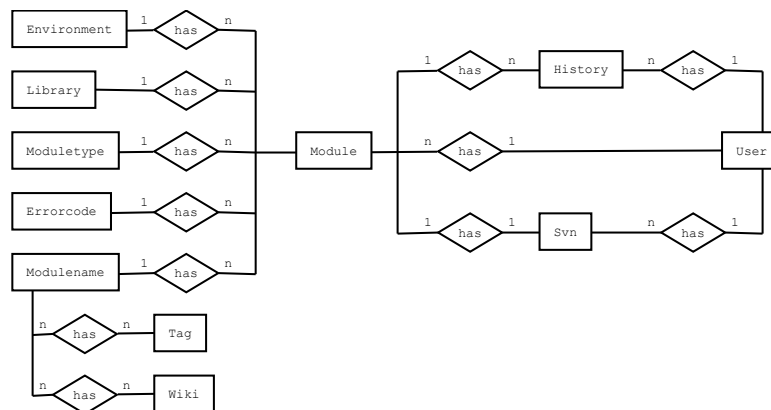 Environment 1 has n
Library 1 has n
Moduletype 1 has n
Errorcode 1 has n
Modulename 1 has n
n has n Tag
n has n Wiki
Module
1 has n History n has 1
n has 1 User
1 has 1 Svn n has 1